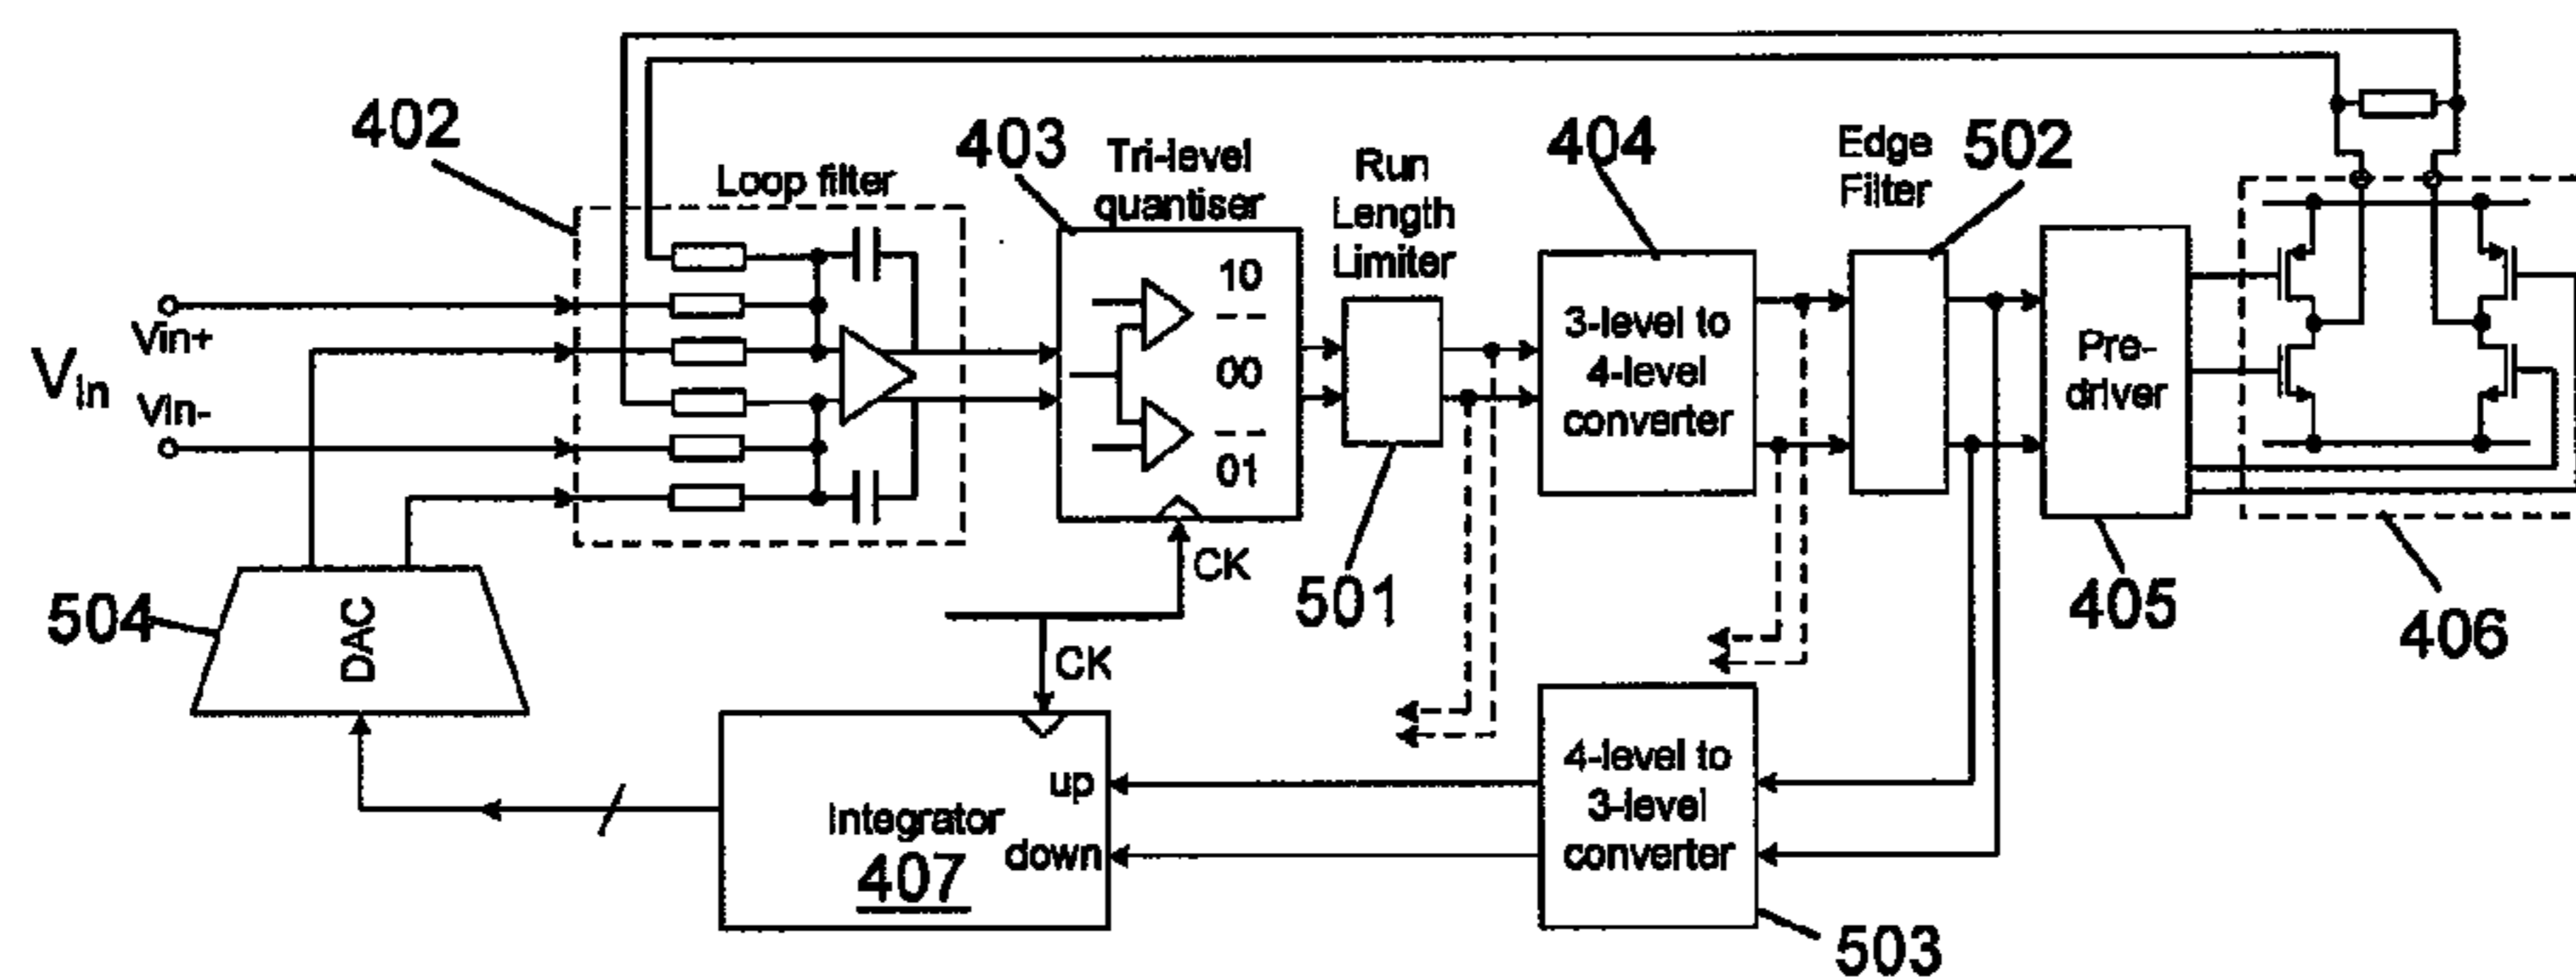 402
Loop filter
403
Tri-level
quantiser
10
00
01
Run
Length
Limiter
501
404
3-level to
4-level
converter
Edge
Filter
502
Pre-
driver
405
406
Vin
Vin+
Vin-
504
DAC
CK
CK
Integrator
407
up
down
4-level to
3-level
converter
503